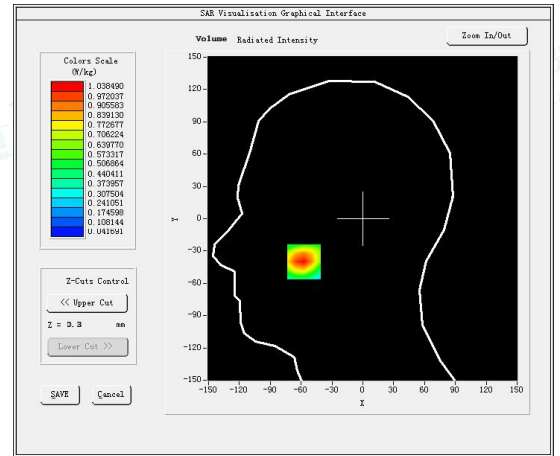 SAR Visualisation Graphical Interface
Volume Radiated Intensity
Zoom In/Out
Colors Scale
(W/kg)
1.038490
0.972037
0.905583
0.839130
0.772677
0.706224
0.639770
0.573317
0.506864
0.440411
0.373957
0.307504
0.241051
0.174598
0.108144
0.041691
Z-Cuts Control
<< Upper Cut
Z = 0.3 mm
Lower Cut >>
SAVE Cancel
150
120
90
60
30
0
-30
-60
-90
-120
-150
Y
-150 -120 -90 -60 -30 0 30 60 90 120 150
X